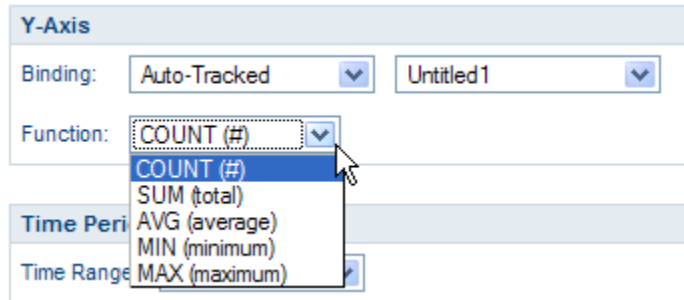 Y-Axis
Binding: Auto-Tracked Untitled1
Function: COUNT (#)
COUNT (#)
SUM (total)
AVG (average)
MIN (minimum)
MAX (maximum)
Time Peri
Time Range